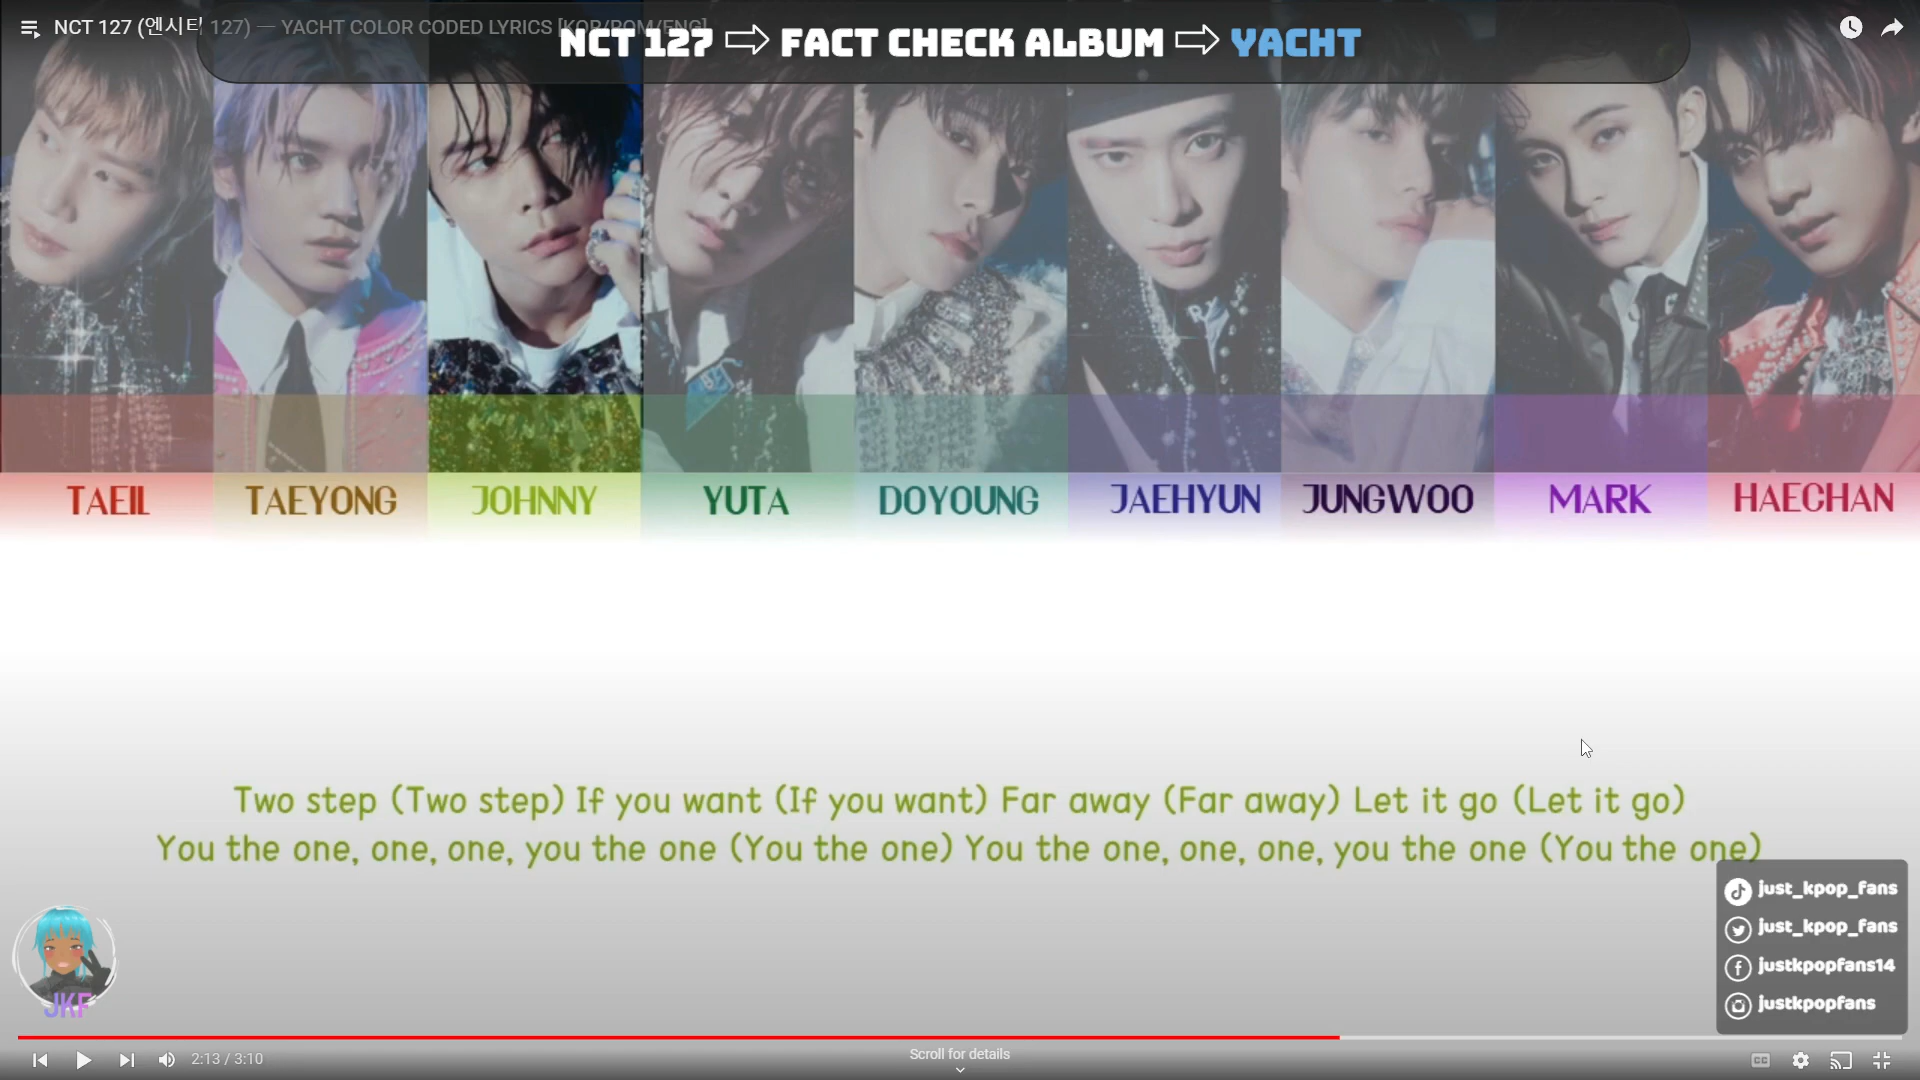 NCT 127 (엔시티 127) — YACHT COLOR CODED LYRICS [KOR/ROM/ENG]
NCT 127 ⇨ FACT CHECK ALBUM ⇨ YACHT
TAEIL TAEYONG JOHNNY YUTA DOYOUNG JAEHYUN JUNGWOO MARK HAECHAN
Two step (Two step) If you want (If you want) Far away (Far away) Let it go (Let it go)
You the one, one, one, you the one (You the one) You the one, one, one, you the one (You the one)
just_kpop_fans
just_kpop_fans
justkpopfans14
justkpopfans
JKF
2:13 / 3:10
Scroll for details
CC